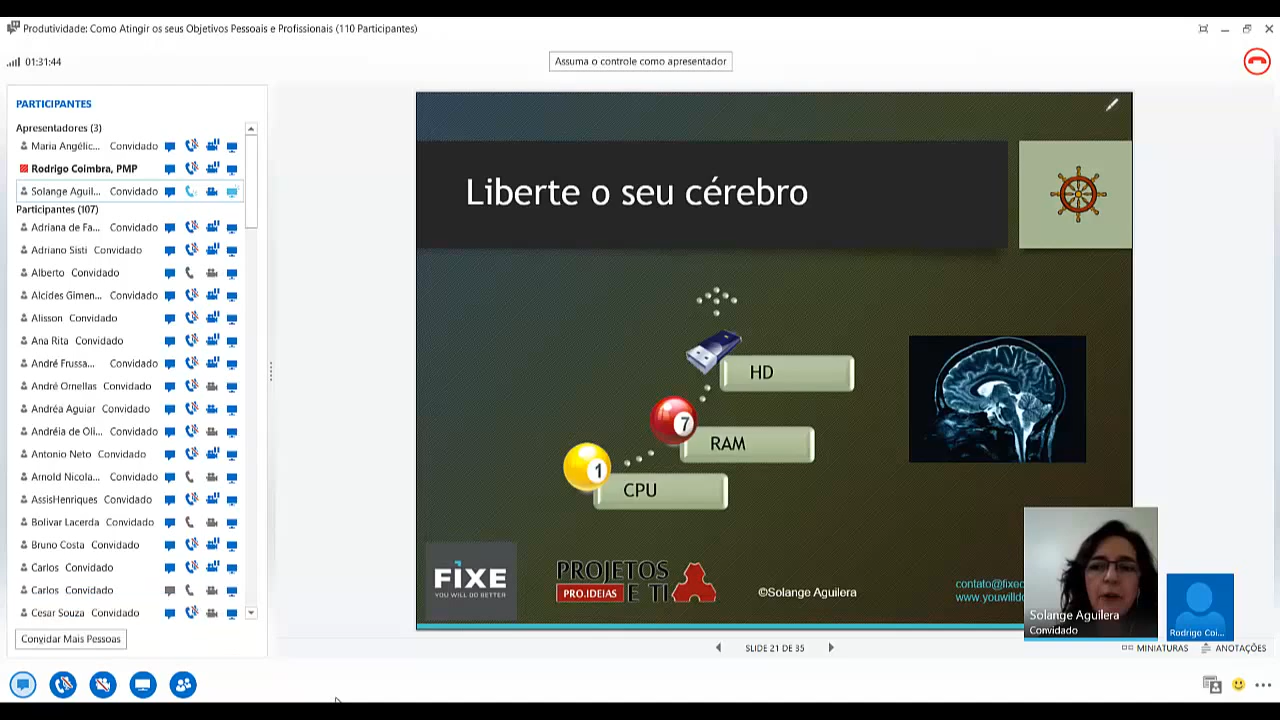 Produtividade: Como Atingir os seus Objetivos Pessoais e Profissionais (110 Participantes)
01:31:44
Assuma o controle como apresentador
PARTICIPANTES
Apresentadores (3)
Maria Angélic... Convidado
Rodrigo Coimbra, PMP
Solange Aguil... Convidado
Participantes (107)
Adriana de Fa... Convidado
Adriano Sisti Convidado
Alberto Convidado
Alcides Gimen... Convidado
Alisson Convidado
Ana Rita Convidado
André Frussa... Convidado
André Ornellas Convidado
Andréa Aguiar Convidado
Andréia de Oli... Convidado
Antonio Neto Convidado
Arnold Nicola... Convidado
AssisHenriques Convidado
Bolivar Lacerda Convidado
Bruno Costa Convidado
Carlos Convidado
Carlos Convidado
Cesar Souza Convidado
Convidar Mais Pessoas
Liberte o seu cérebro
HD
7
RAM
1
CPU
FIXE
YOU WILL DO BETTER
PROJETOS
PRO.IDEIAS E TI
©Solange Aguilera
contato@fixec
www.youwilldo
Solange Aguilera
Convidado
Rodrigo Coi...
SLIDE 21 DE 35
MINIATURAS
ANOTAÇÕES